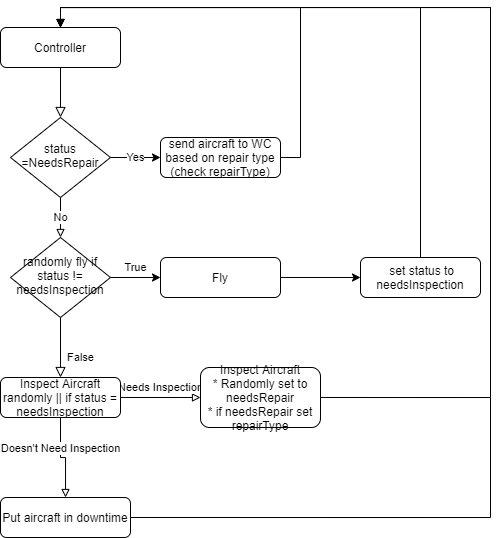 Controller
status
=NeedsRepair
Yes
send aircraft to WC
based on repair type
(check repairType)
No
randomly fly if
status !=
needsInspection
True
Fly
set status to
needsInspection
False
Inspect Aircraft
randomly || if status =
needsInspection
Needs Inspection
Inspect Aircraft
* Randomly set to
needsRepair
* if needsRepair set
repairType
Doesn't Need Inspection
Put aircraft in downtime